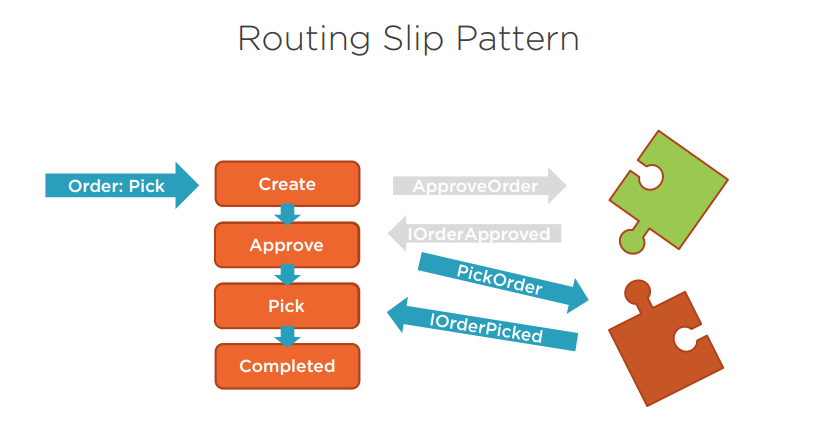 Routing Slip Pattern
Order: Pick
Create
ApproveOrder
IOrderApproved
Approve
PickOrder
Pick
IOrderPicked
Completed